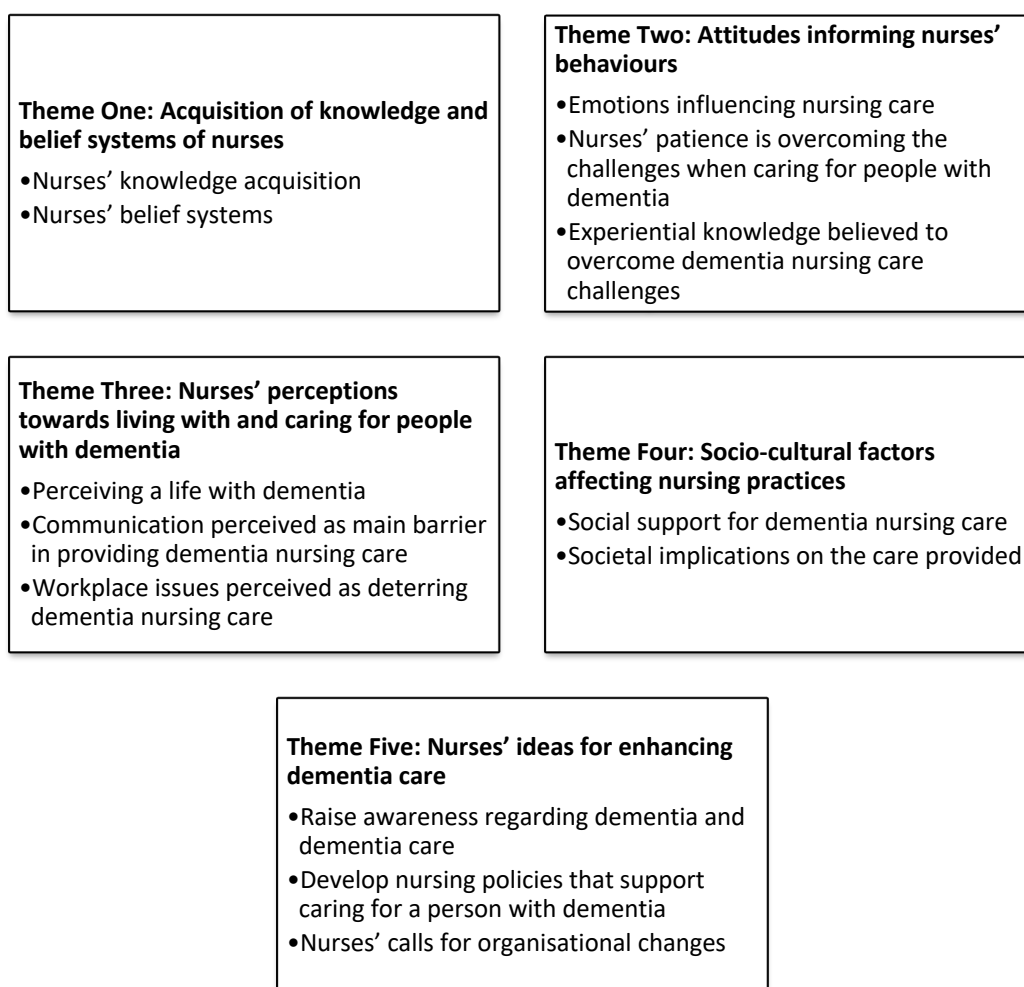 Theme One: Acquisition of knowledge and
belief systems of nurses
•Nurses’ knowledge acquisition
•Nurses’ belief systems
Theme Two: Attitudes informing nurses’
behaviours
•Emotions influencing nursing care
•Nurses’ patience is overcoming the
challenges when caring for people with
dementia
•Experiential knowledge believed to
overcome dementia nursing care
challenges
Theme Three: Nurses’ perceptions
towards living with and caring for people
with dementia
•Perceiving a life with dementia
•Communication perceived as main barrier
in providing dementia nursing care
•Workplace issues perceived as deterring
dementia nursing care
Theme Four: Socio-cultural factors
affecting nursing practices
•Social support for dementia nursing care
•Societal implications on the care provided
Theme Five: Nurses’ ideas for enhancing
dementia care
•Raise awareness regarding dementia and
dementia care
•Develop nursing policies that support
caring for a person with dementia
•Nurses’ calls for organisational changes